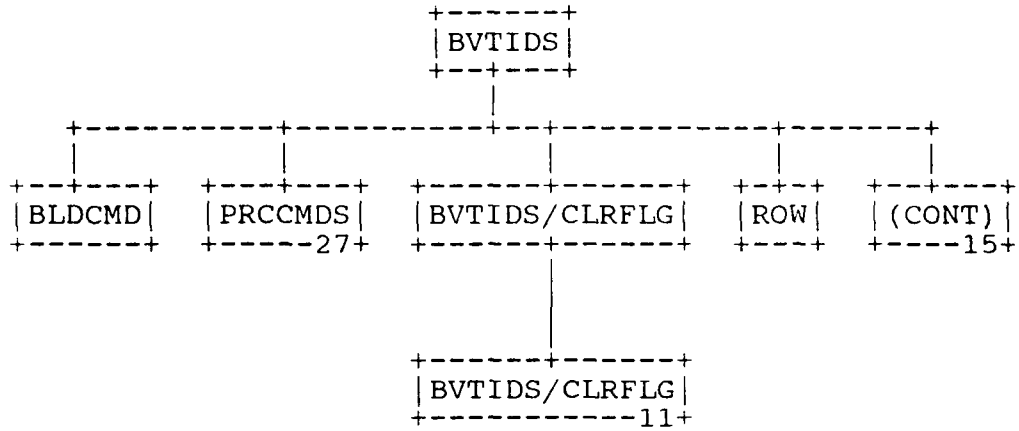 BVTIDS
BLDCMD PRCCMDS BVTIDS/CLRFLG ROW (CONT)
27 15
BVTIDS/CLRFLG
11